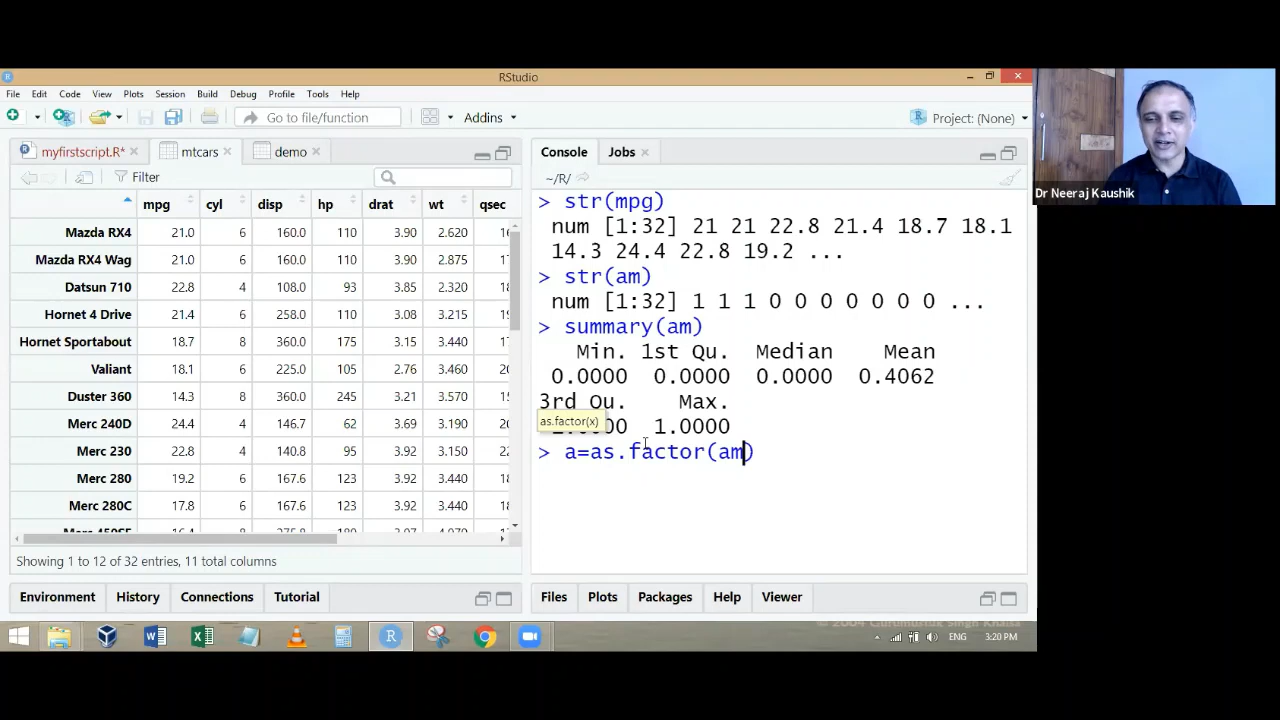 RStudio
File Edit Code View Plots Session Build Debug Profile Tools Help
Go to file/function
Addins
Project: (None)
myfirstscript.R* mtcars demo
Filter
mpg cyl disp hp drat wt qsec
Mazda RX4 21.0 6 160.0 110 3.90 2.620
Mazda RX4 Wag 21.0 6 160.0 110 3.90 2.875
Datsun 710 22.8 4 108.0 93 3.85 2.320
Hornet 4 Drive 21.4 6 258.0 110 3.08 3.215
Hornet Sportabout 18.7 8 360.0 175 3.15 3.440
Valiant 18.1 6 225.0 105 2.76 3.460
Duster 360 14.3 8 360.0 245 3.21 3.570
Merc 240D 24.4 4 146.7 62 3.69 3.190
Merc 230 22.8 4 140.8 95 3.92 3.150
Merc 280 19.2 6 167.6 123 3.92 3.440
Merc 280C 17.8 6 167.6 123 3.92 3.440
Showing 1 to 12 of 32 entries, 11 total columns
Environment History Connections Tutorial
Console Jobs
~/R/
> str(mpg)
num [1:32] 21 21 22.8 21.4 18.7 18.1
14.3 24.4 22.8 19.2 ...
> str(am)
num [1:32] 1 1 1 0 0 0 0 0 0 0 ...
> summary(am)
Min. 1st Qu. Median Mean
0.0000 0.0000 0.0000 0.4062
3rd Qu. Max.
as.factor(x)
1.0000
> a=as.factor(am)
Files Plots Packages Help Viewer
ENG 3:20 PM
Dr Neeraj Kaushik